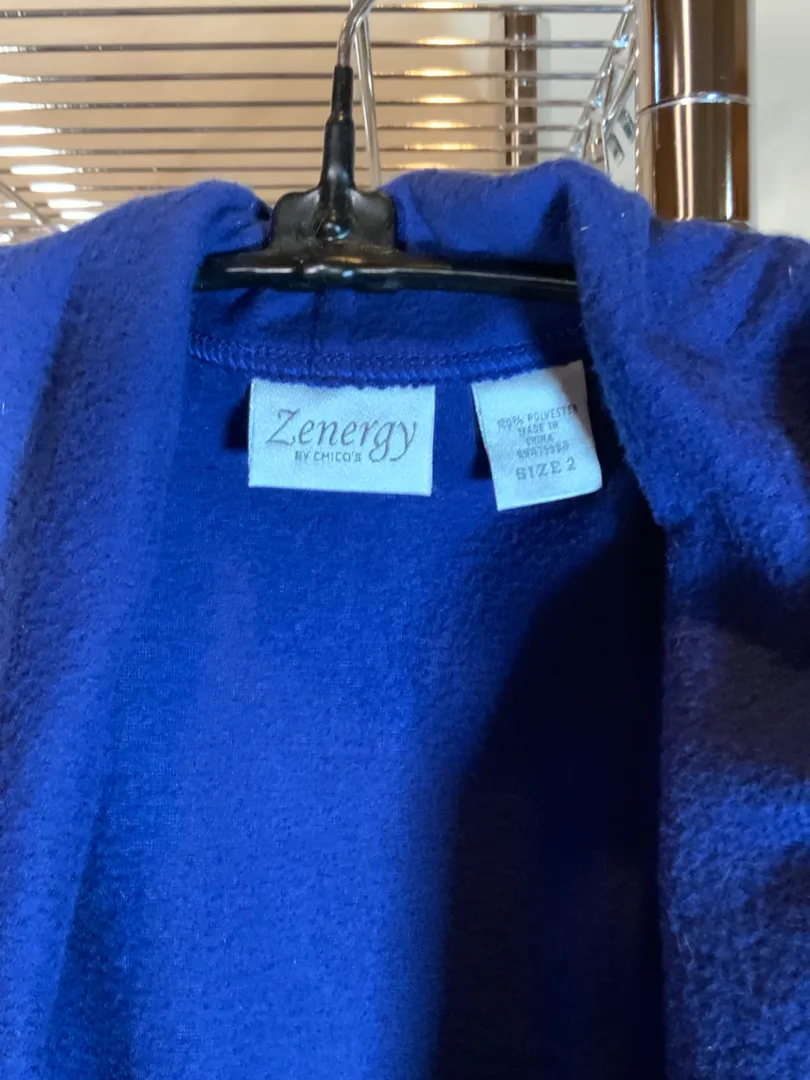 Zenergy
BY CHICO'S
100% POLYESTER
MADE IN
CHINA
SIZE 2